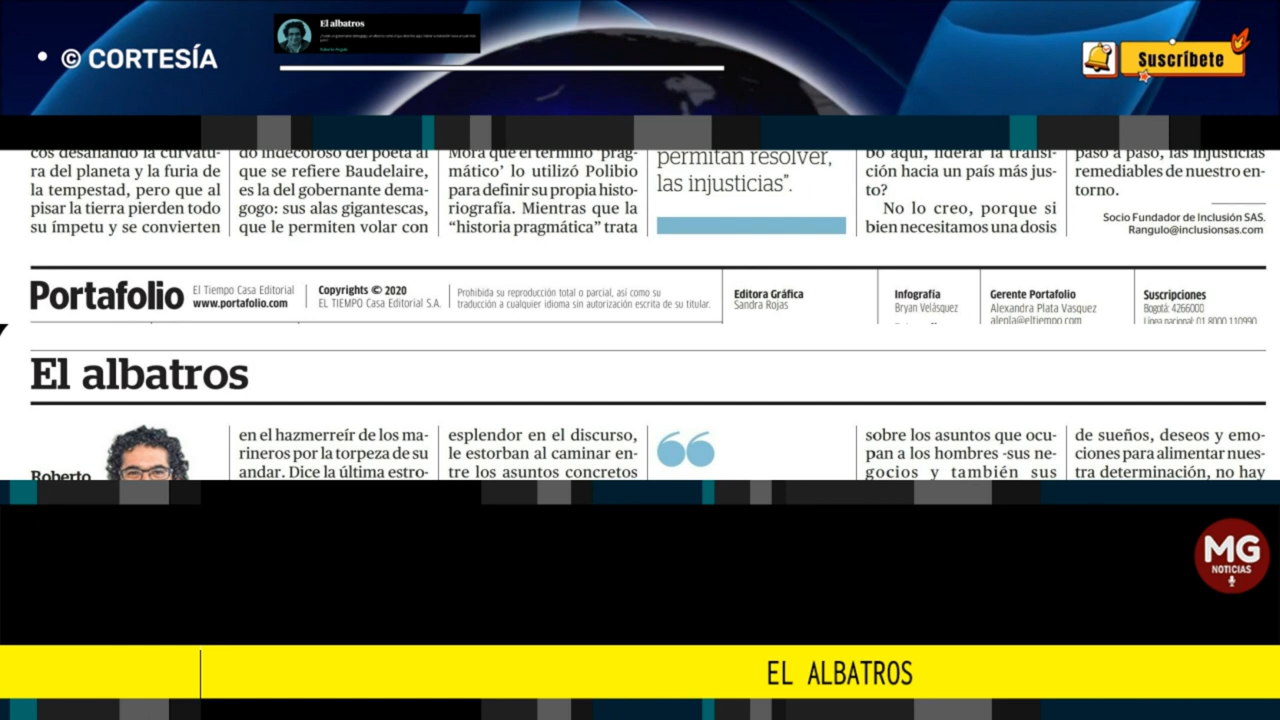 • © CORTESÍA
El albatros
Suscríbete
cos desafiando la curvatu-
ra del planeta y la furia de
la tempestad, pero que al
pisar la tierra pierden todo
su ímpetu y se convierten
do indecoroso del poeta al
que se refiere Baudelaire,
es la del gobernante dema-
gogo: sus alas gigantescas,
que le permiten volar con
Mora que el término 'prag-
mático' lo utilizó Polibio
para definir su propia histo-
riografía. Mientras que la
“historia pragmática” trata
permitan resolver,
las injusticias”.
bo aquí, liderar la transi-
ción hacia un país más jus-
to?
No lo creo, porque si
bien necesitamos una dosis
paso a paso, las injusticias
remediables de nuestro en-
torno.
Socio Fundador de Inclusión SAS.
Rangulo@inclusionsas.com
Portafolio
El Tiempo Casa Editorial
www.portafolio.com
Copyrights © 2020
EL TIEMPO Casa Editorial S.A.
Prohibida su reproducción total o parcial, así como su
traducción a cualquier idioma sin autorización escrita de su titular.
Editora Gráfica
Sandra Rojas
Infografía
Bryan Velásquez
Gerente Portafolio
Alexandra Plata Vasquez
alepla@eltiempo.com
Suscripciones
Bogotá: 4266000
Línea nacional: 01 8000 110990
El albatros
Roberto
en el hazmerreír de los ma-
rineros por la torpeza de su
andar. Dice la última estro-
esplendor en el discurso,
le estorban al caminar en-
tre los asuntos concretos
“
sobre los asuntos que ocu-
pan a los hombres -sus ne-
gocios y también sus
de sueños, deseos y emo-
ciones para alimentar nues-
tra determinación, no hay
MG
NOTICIAS
EL ALBATROS